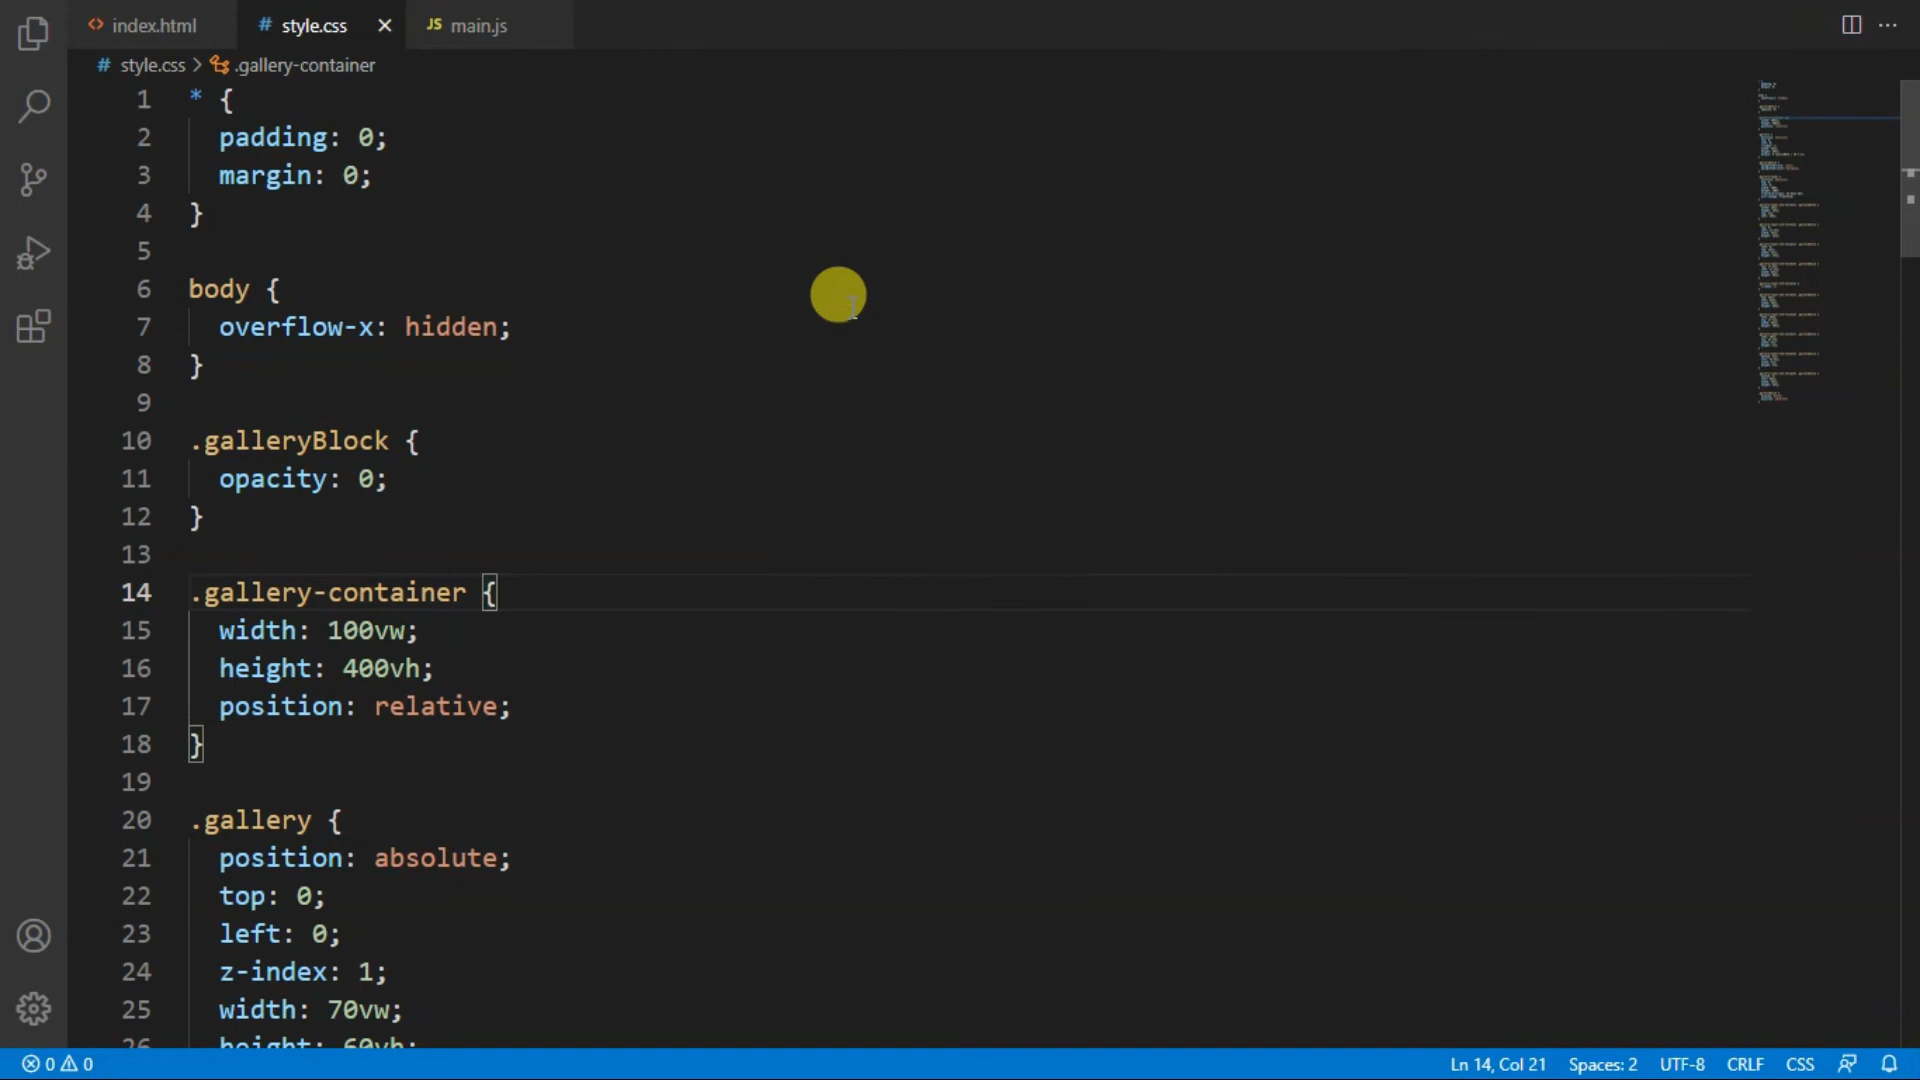 index.html
style.css
JS main.js
# style.css > .gallery-container
1 * {
2 padding: 0;
3 margin: 0;
4 }
5
6 body {
7 overflow-x: hidden;
8 }
9
10 .galleryBlock {
11 opacity: 0;
12 }
13
14 .gallery-container {
15 width: 100vw;
16 height: 400vh;
17 position: relative;
18 }
19
20 .gallery {
21 position: absolute;
22 top: 0;
23 left: 0;
24 z-index: 1;
25 width: 70vw;
26 height: 60vh;
0 0
Ln 14, Col 21
Spaces: 2
UTF-8
CRLF
CSS